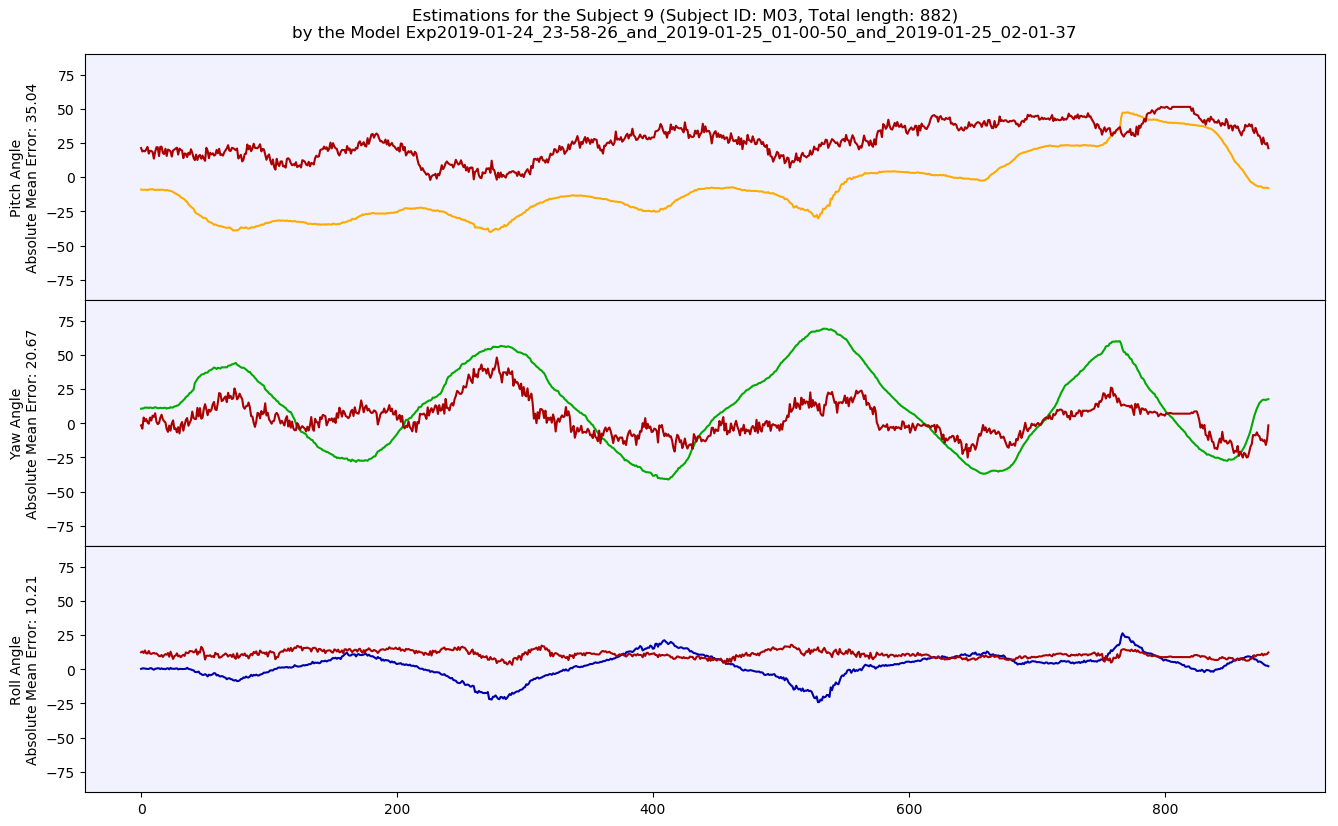 Estimations for the Subject 9 (Subject ID: M03, Total length: 882)
by the Model Exp2019-01-24_23-58-26_and_2019-01-25_01-00-50_and_2019-01-25_02-01-37
Pitch Angle
Absolute Mean Error: 35.04
75
50
25
0
−25
−50
−75
Yaw Angle
Absolute Mean Error: 20.67
75
50
25
0
−25
−50
−75
Roll Angle
Absolute Mean Error: 10.21
75
50
25
0
−25
−50
−75
0 200 400 600 800